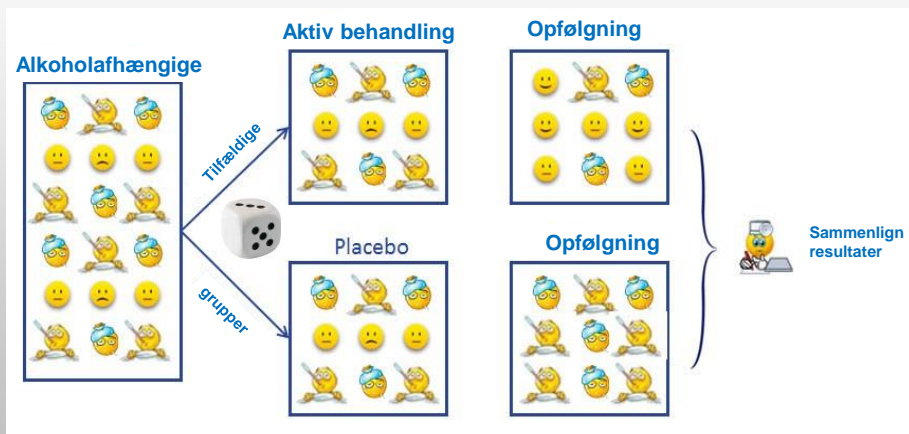 Alkoholafhængige
Aktiv behandling
Opfølgning
Tilfældige
grupper
Placebo
Opfølgning
Sammenlign
resultater